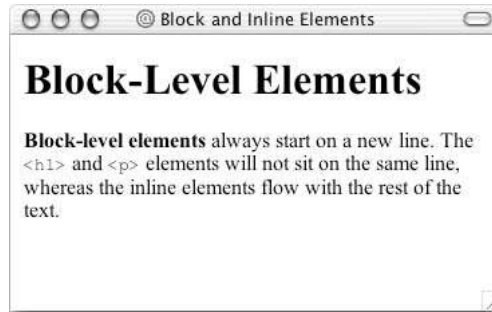 Block and Inline Elements
Block-Level Elements
Block-level elements always start on a new line. The
<h1> and <p> elements will not sit on the same line,
whereas the inline elements flow with the rest of the
text.